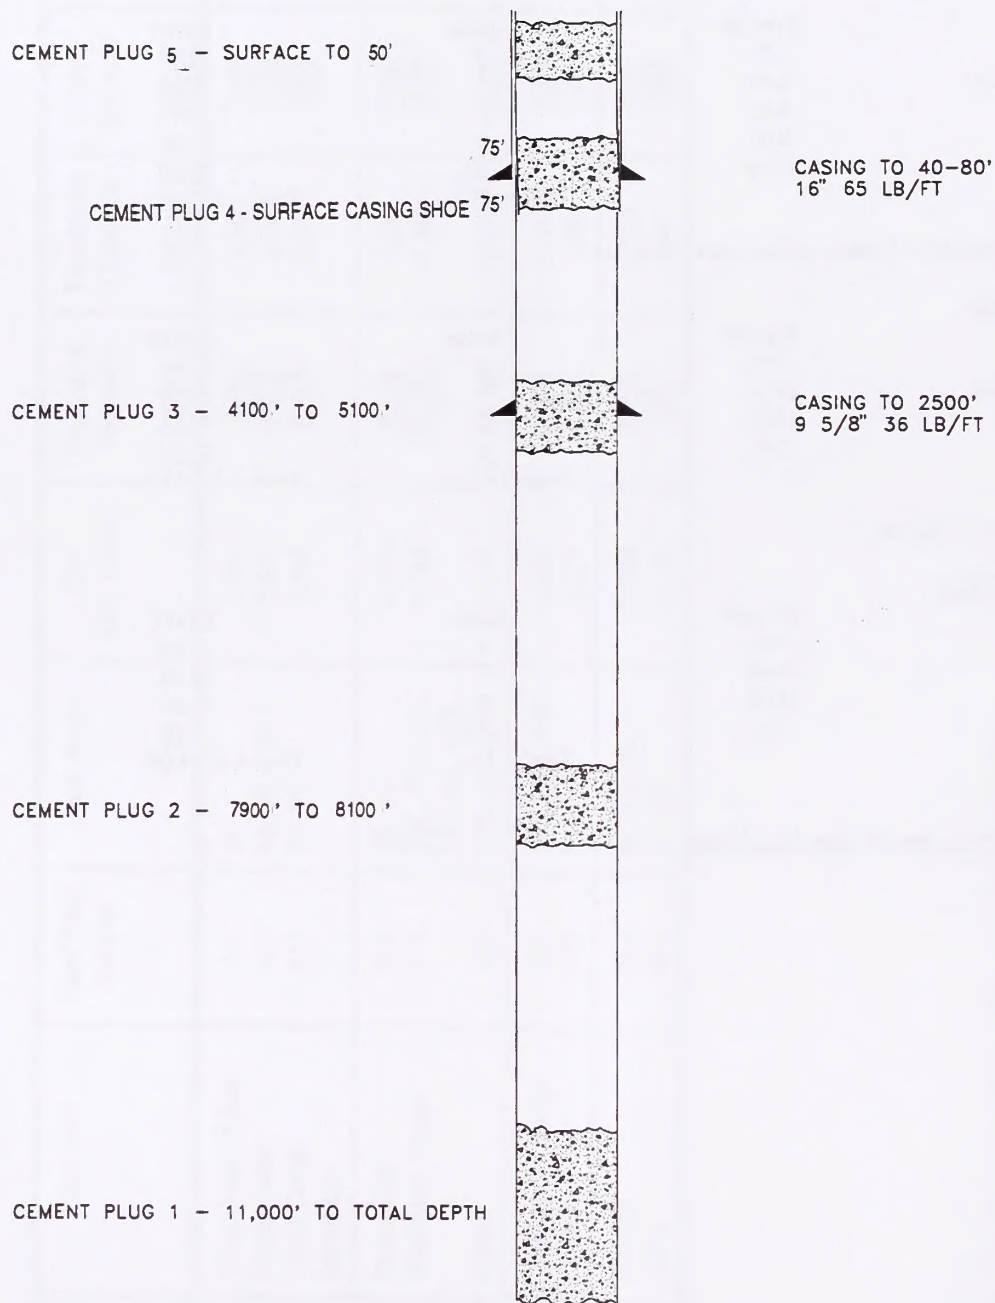 CEMENT PLUG 5 – SURFACE TO 50'
75'
CASING TO 40–80'
16" 65 LB/FT
CEMENT PLUG 4 - SURFACE CASING SHOE 75'
CEMENT PLUG 3 – 4100' TO 5100'
CASING TO 2500'
9 5/8" 36 LB/FT
CEMENT PLUG 2 – 7900' TO 8100'
CEMENT PLUG 1 – 11,000' TO TOTAL DEPTH